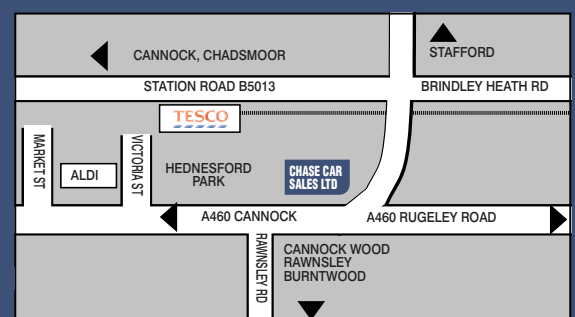 CANNOCK, CHADSMOOR
STAFFORD
STATION ROAD B5013
BRINDLEY HEATH RD
TESCO
MARKET ST
ALDI
VICTORIA ST
HEDNESFORD
PARK
CHASE CAR
SALES LTD
A460 CANNOCK
A460 RUGELEY ROAD
RAWNSLEY RD
CANNOCK WOOD
RAWNSLEY
BURNTWOOD